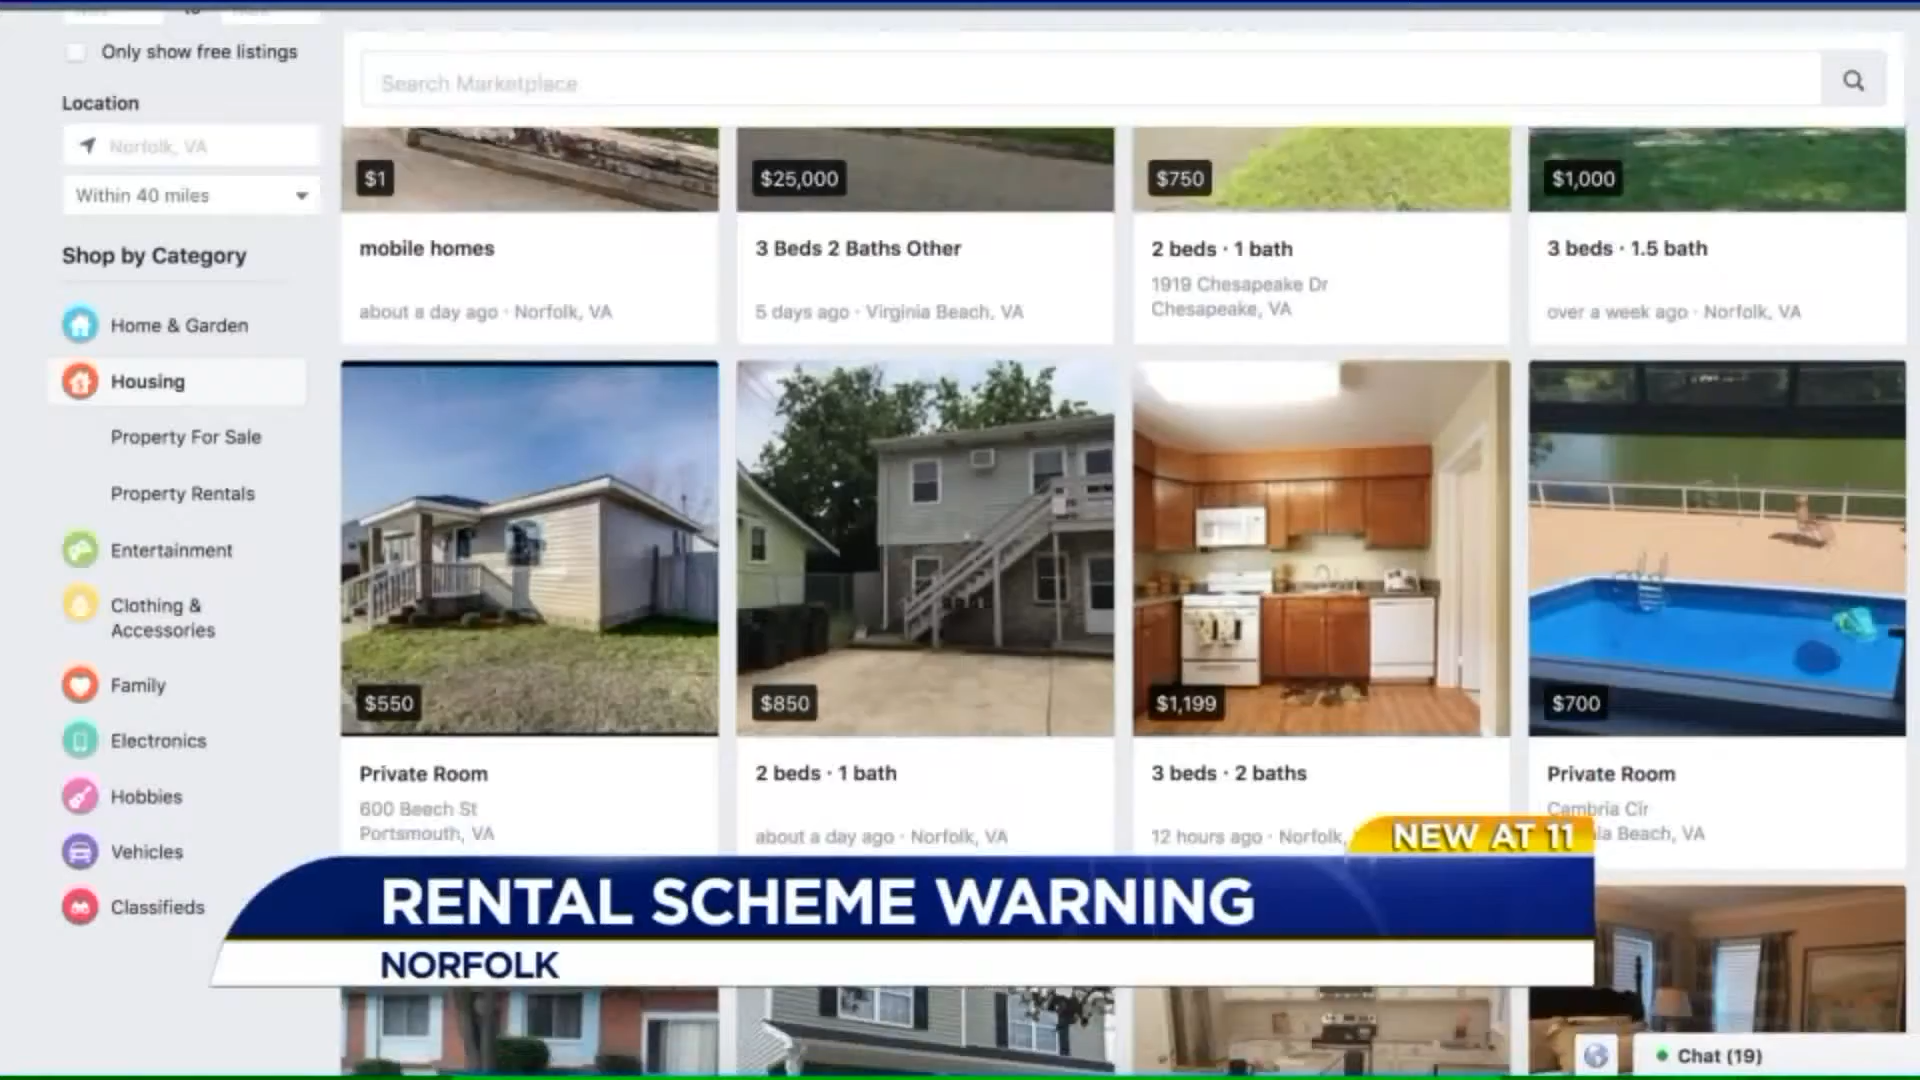 to
Only show free listings
Location
Norfolk, VA
Within 40 miles
Shop by Category
Home & Garden
Housing
Property For Sale
Property Rentals
Entertainment
Clothing &
Accessories
Family
Electronics
Hobbies
Vehicles
Classifieds
Search Marketplace
$1
$25,000
$750
$1,000
mobile homes
about a day ago · Norfolk, VA
3 Beds 2 Baths Other
5 days ago · Virginia Beach, VA
2 beds · 1 bath
1919 Chesapeake Dr
Chesapeake, VA
3 beds · 1.5 bath
over a week ago · Norfolk, VA
$550
$850
$1,199
$700
Private Room
600 Beech St
Portsmouth, VA
2 beds · 1 bath
about a day ago · Norfolk, VA
3 beds · 2 baths
12 hours ago · Norfolk,
Private Room
Cambria Cir
la Beach, VA
NEW AT 11
RENTAL SCHEME WARNING
NORFOLK
Chat (19)